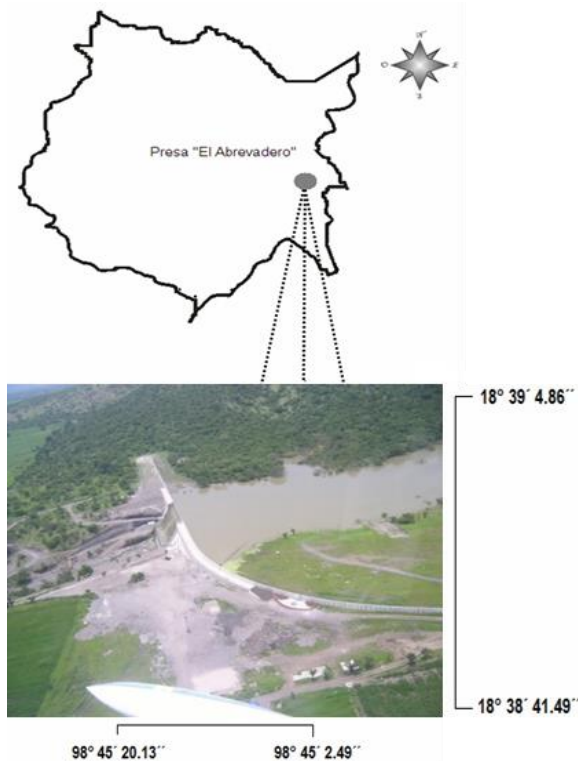 N
O
E
Presa "El Abrevadero"
18° 39´ 4.86´´
18° 38´ 41.49´´
98° 45´ 20.13´´
98° 45´ 2.49´´